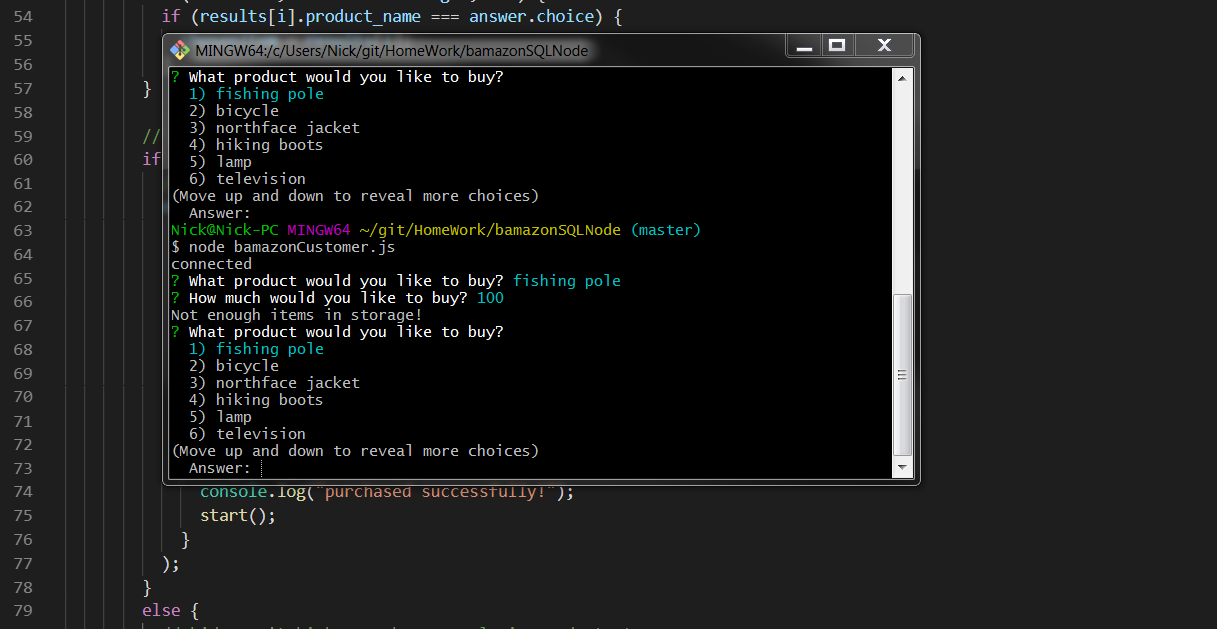 54 if (results[i].product_name === answer.choice) {
55
56
57 }
58
59 //
60 if
61
62
63
64
65
66
67
68
69
70
71
72
73
74 console.log("purchased successfully!");
75 start();
76 }
77 );
78 }
79 else {
MINGW64:/c/Users/Nick/git/HomeWork/bamazonSQLNode
? What product would you like to buy?
1) fishing pole
2) bicycle
3) northface jacket
4) hiking boots
5) lamp
6) television
(Move up and down to reveal more choices)
Answer:
Nick@Nick-PC MINGW64 ~/git/HomeWork/bamazonSQLNode (master)
$ node bamazonCustomer.js
connected
? What product would you like to buy? fishing pole
? How much would you like to buy? 100
Not enough items in storage!
? What product would you like to buy?
1) fishing pole
2) bicycle
3) northface jacket
4) hiking boots
5) lamp
6) television
(Move up and down to reveal more choices)
Answer: